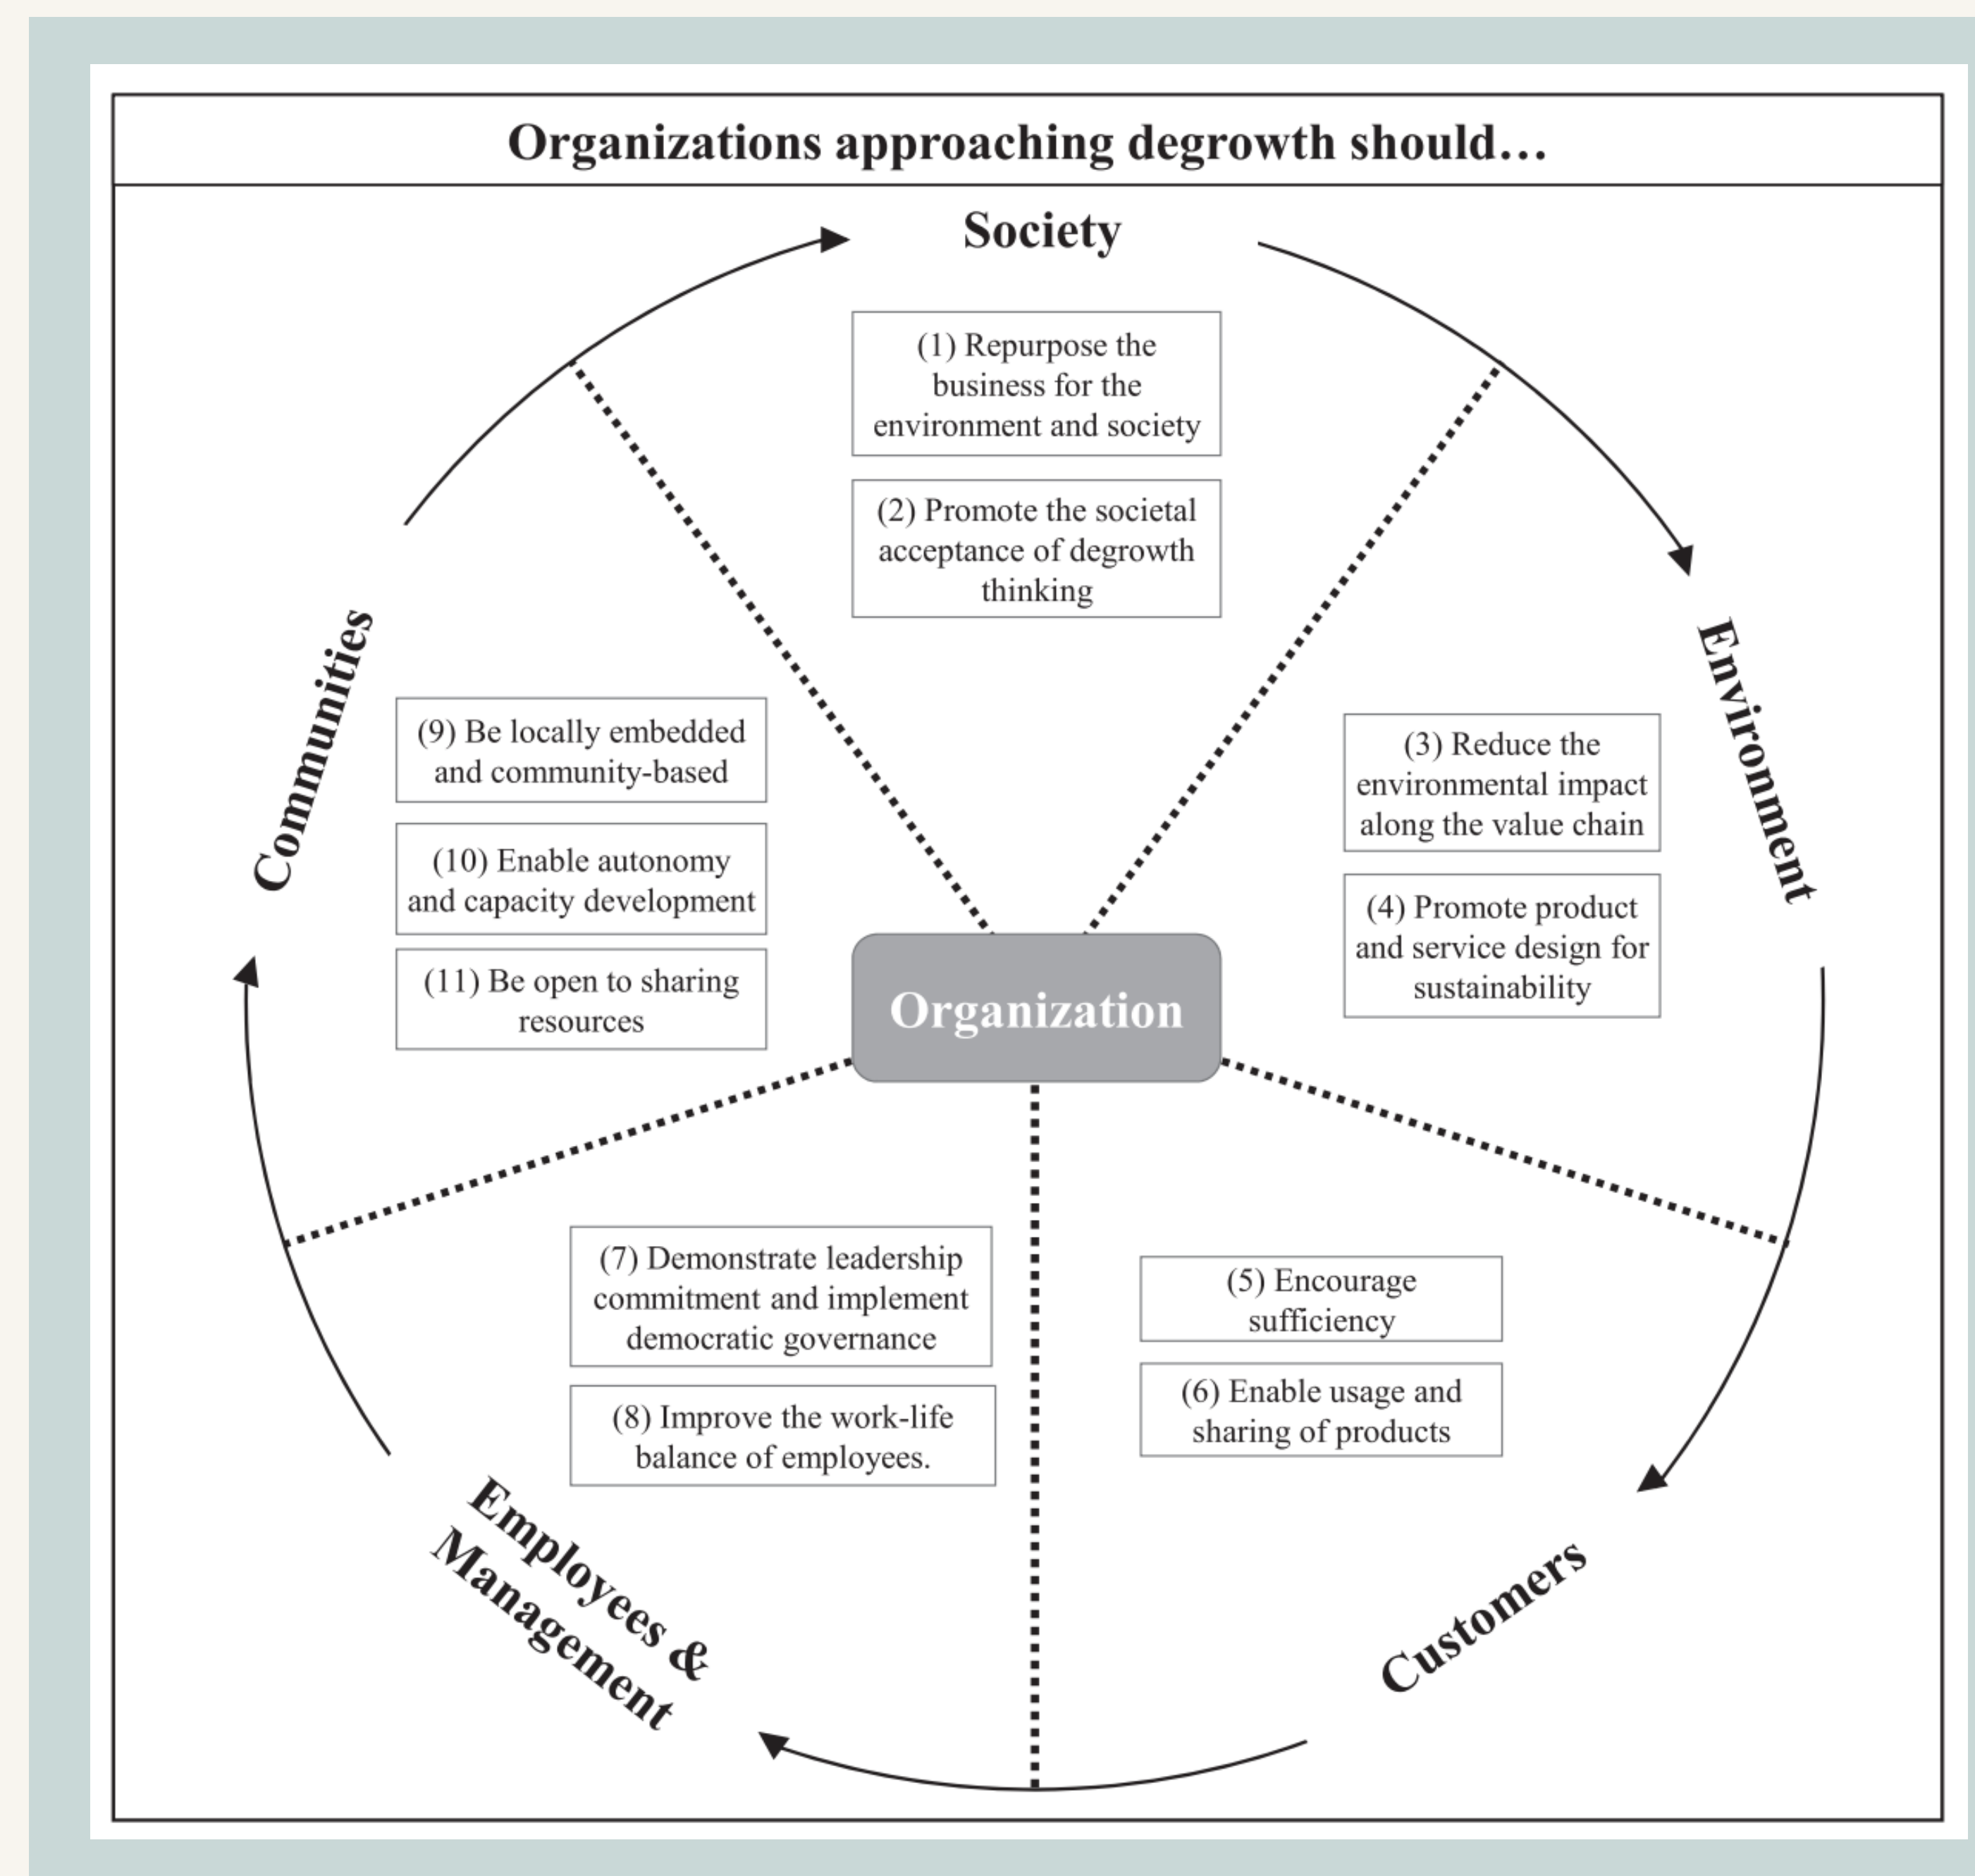 Organizations approaching degrowth should…
Society
(1) Repurpose the
business for the
environment and society
(2) Promote the societal
acceptance of degrowth
thinking
Environment
(3) Reduce the
environmental impact
along the value chain
(4) Promote product
and service design for
sustainability
Customers
(5) Encourage
sufficiency
(6) Enable usage and
sharing of products
Employees &
Management
(7) Demonstrate leadership
commitment and implement
democratic governance
(8) Improve the work-life
balance of employees.
Communities
(9) Be locally embedded
and community-based
(10) Enable autonomy
and capacity development
(11) Be open to sharing
resources
Organization